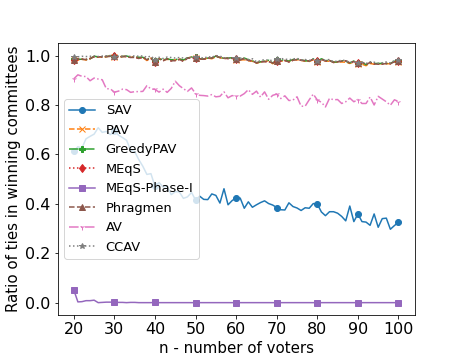 Ratio of ties in winning committees
1.0
0.8
0.6
0.4
0.2
0.0
SAV
PAV
GreedyPAV
MEqS
MEqS-Phase-I
Phragmen
AV
CCAV
20 30 40 50 60 70 80 90 100
n - number of voters